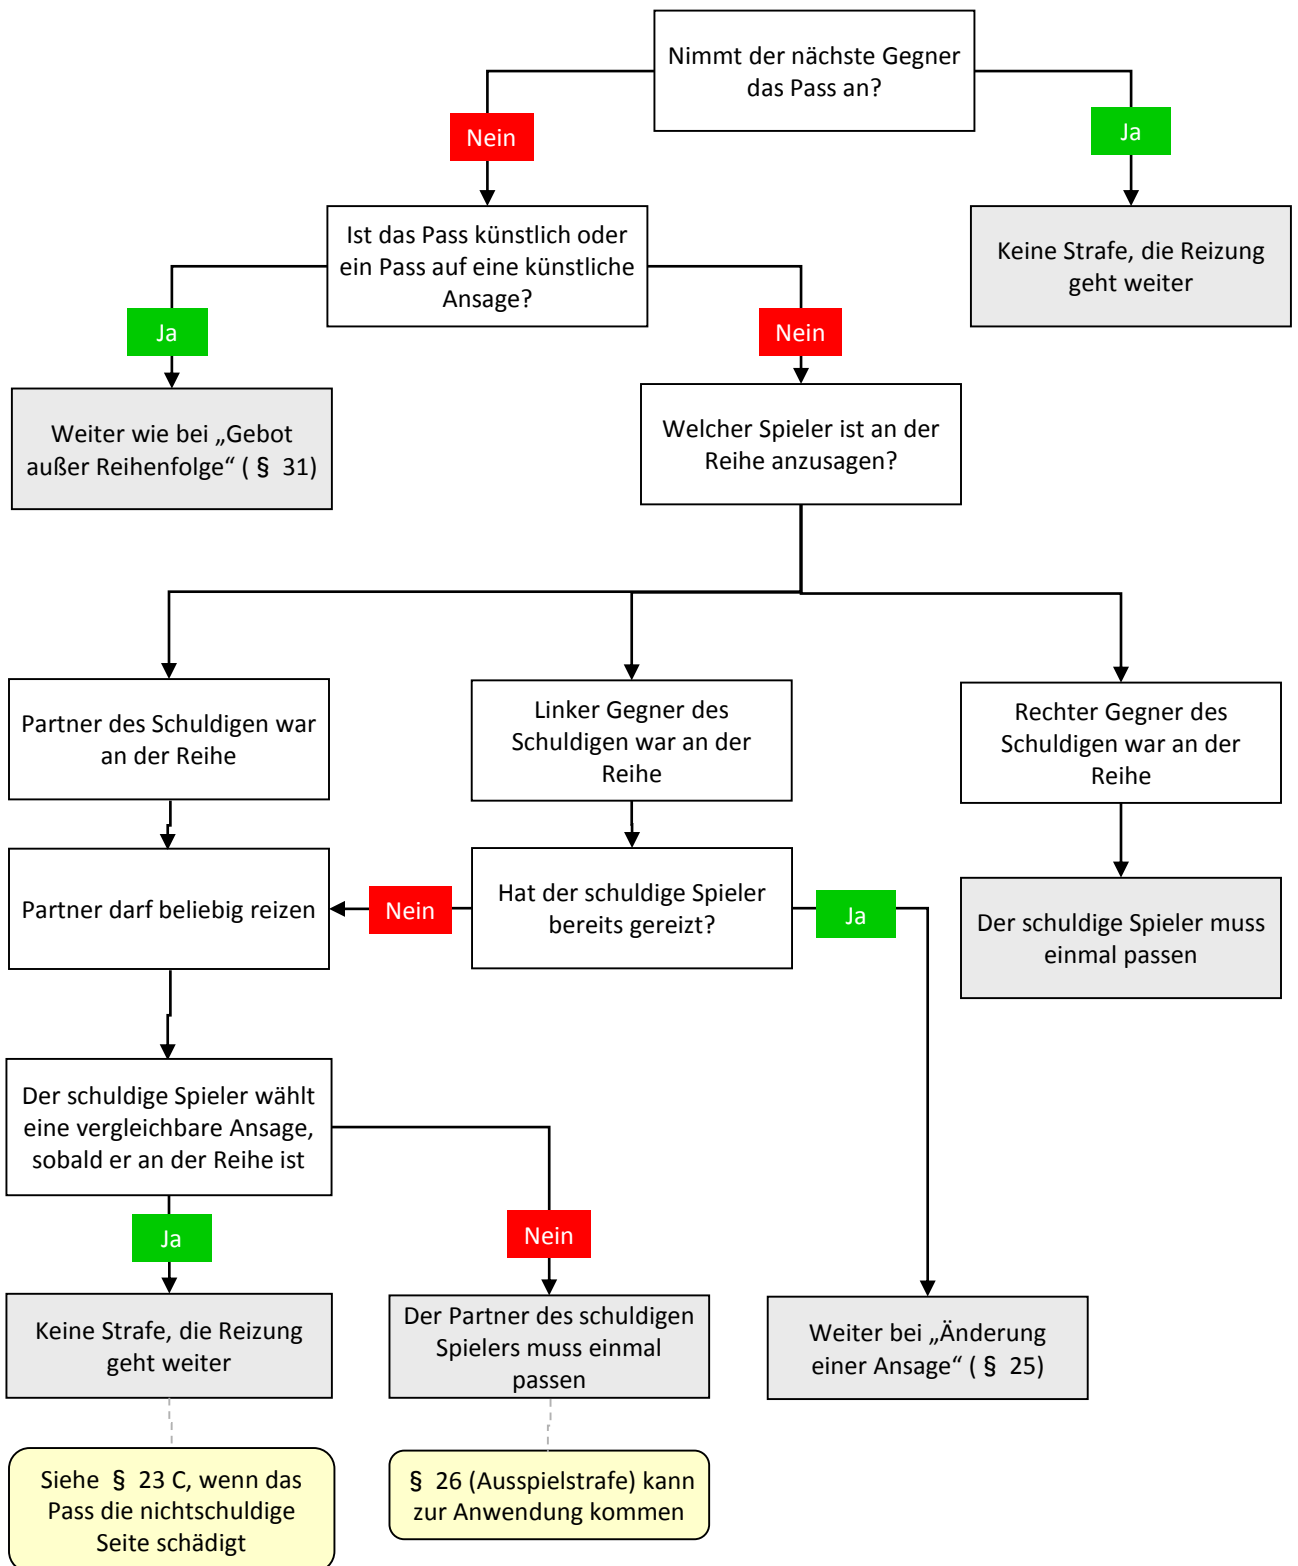 Nimmt der nächste Gegner
das Pass an?
Nein
Ja
Ist das Pass künstlich oder
ein Pass auf eine künstliche
Ansage?
Keine Strafe, die Reizung
geht weiter
Ja
Nein
Weiter wie bei „Gebot
außer Reihenfolge“ ( § 31)
Welcher Spieler ist an der
Reihe anzusagen?
Partner des Schuldigen war
an der Reihe
Linker Gegner des
Schuldigen war an der
Reihe
Rechter Gegner des
Schuldigen war an der
Reihe
Partner darf beliebig reizen
Nein
Hat der schuldige Spieler
bereits gereizt?
Ja
Der schuldige Spieler muss
einmal passen
Der schuldige Spieler wählt
eine vergleichbare Ansage,
sobald er an der Reihe ist
Ja
Nein
Keine Strafe, die Reizung
geht weiter
Der Partner des schuldigen
Spielers muss einmal
passen
Weiter bei „Änderung
einer Ansage“ ( § 25)
Siehe § 23 C, wenn das
Pass die nichtschuldige
Seite schädigt
§ 26 (Ausspielstrafe) kann
zur Anwendung kommen